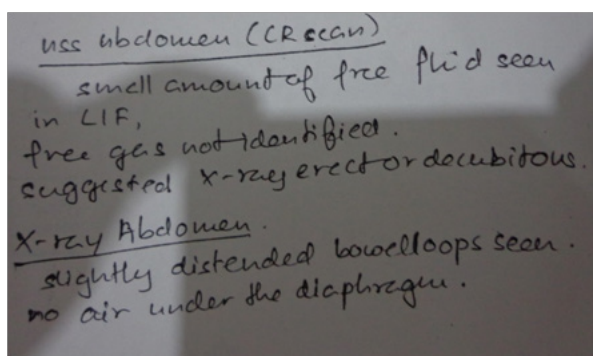 uss abdomen (CR scan)
small amount of free fluid seen
in LIF,
free gas not identified.
suggested X-ray erect or decubitous.
X-ray Abdomen.
slightly distended bowel loops seen.
no air under the diaphragm.